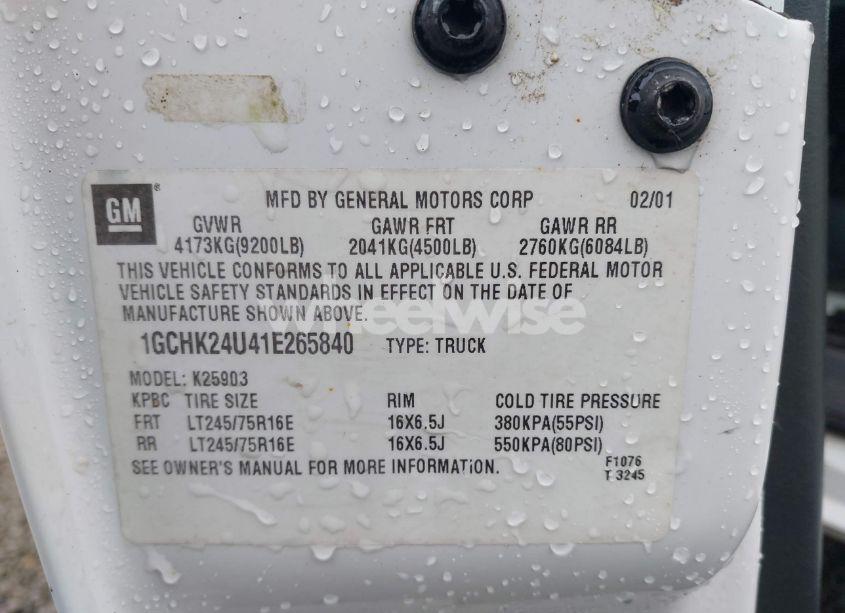 GM
MFD BY GENERAL MOTORS CORP 02/01
GVWR GAWR FRT GAWR RR
4173KG(9200LB) 2041KG(4500LB) 2760KG(6084LB)
THIS VEHICLE CONFORMS TO ALL APPLICABLE U.S. FEDERAL MOTOR
VEHICLE SAFETY STANDARDS IN EFFECT ON THE DATE OF
MANUFACTURE SHOWN ABOVE.
wheelwise
1GCHK24U41E265840 TYPE: TRUCK
MODEL: K25903
KPBC TIRE SIZE RIM COLD TIRE PRESSURE
FRT LT245/75R16E 16X6.5J 380KPA(55PSI)
RR LT245/75R16E 16X6.5J 550KPA(80PSI)
SEE OWNER'S MANUAL FOR MORE INFORMATION.
F1076
T 3245